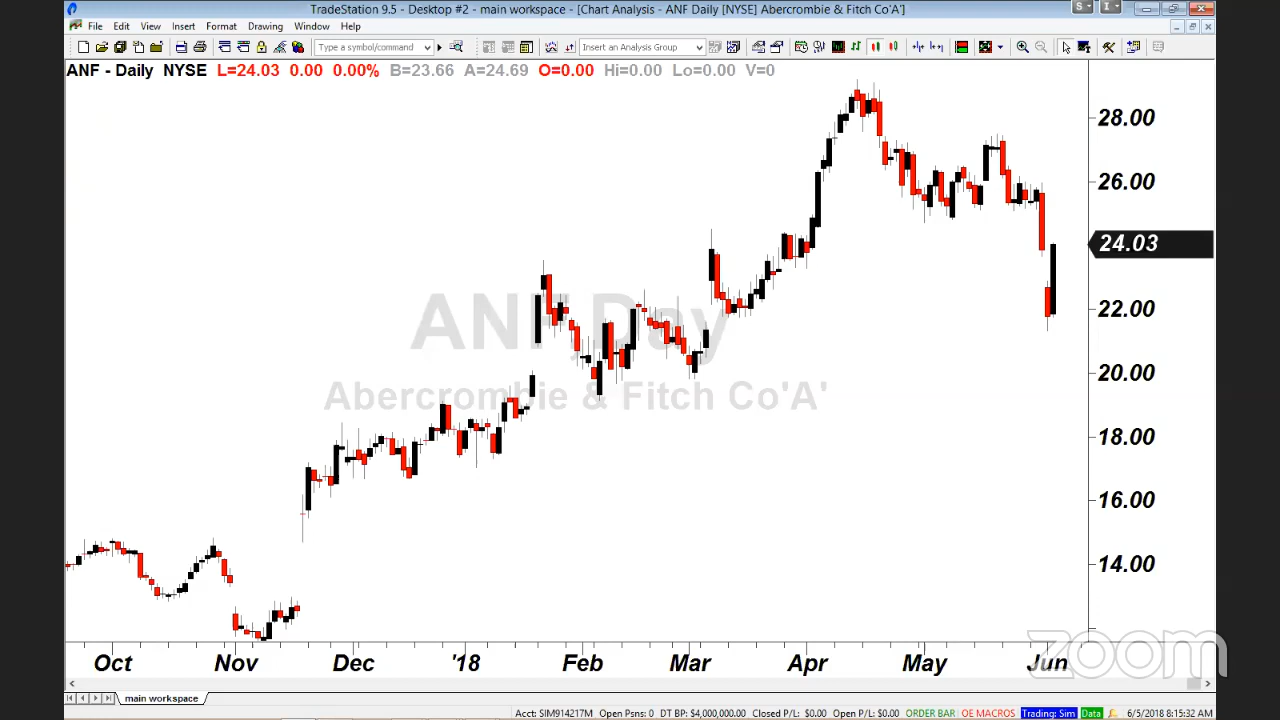 TradeStation 9.5 - Desktop #2 - main workspace - [Chart Analysis - ANF Daily [NYSE] Abercrombie & Fitch Co'A']
S
I
File Edit View Insert Format Drawing Window Help
Type a symbol/command
Insert an Analysis Group
ANF - Daily NYSE L=24.03 0.00 0.00% B=23.66 A=24.69 O=0.00 Hi=0.00 Lo=0.00 V=0
28.00
26.00
24.03
22.00
20.00
18.00
16.00
14.00
ANF,Day
Abercrombie & Fitch Co'A'
Oct Nov Dec '18 Feb Mar Apr May Jun
zoom
main workspace
Acct: SIM914217M Open Psns: 0 DT BP: $4,000,000.00 Closed P/L: $0.00 Open P/L: $0.00 ORDER BAR OE MACROS Trading: Sim Data 6/5/2018 8:15:32 AM